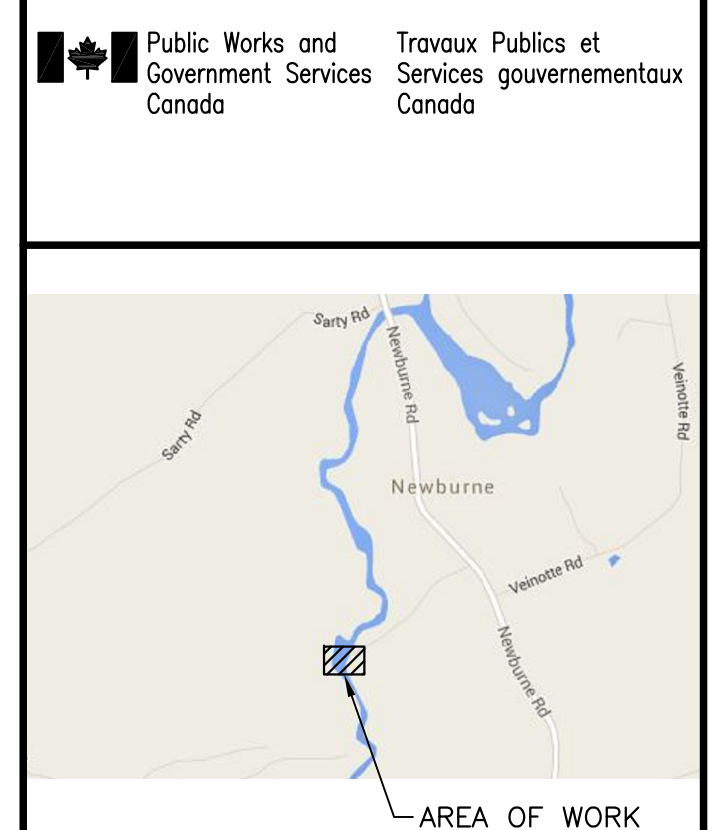 Public Works and
Government Services
Canada
Travaux Publics et
Services gouvernementaux
Canada
Sarty Rd
Newburne Rd
Veinotte Rd
Sarty Rd
Newburne
Veinotte Rd
Newburne Rd
AREA OF WORK